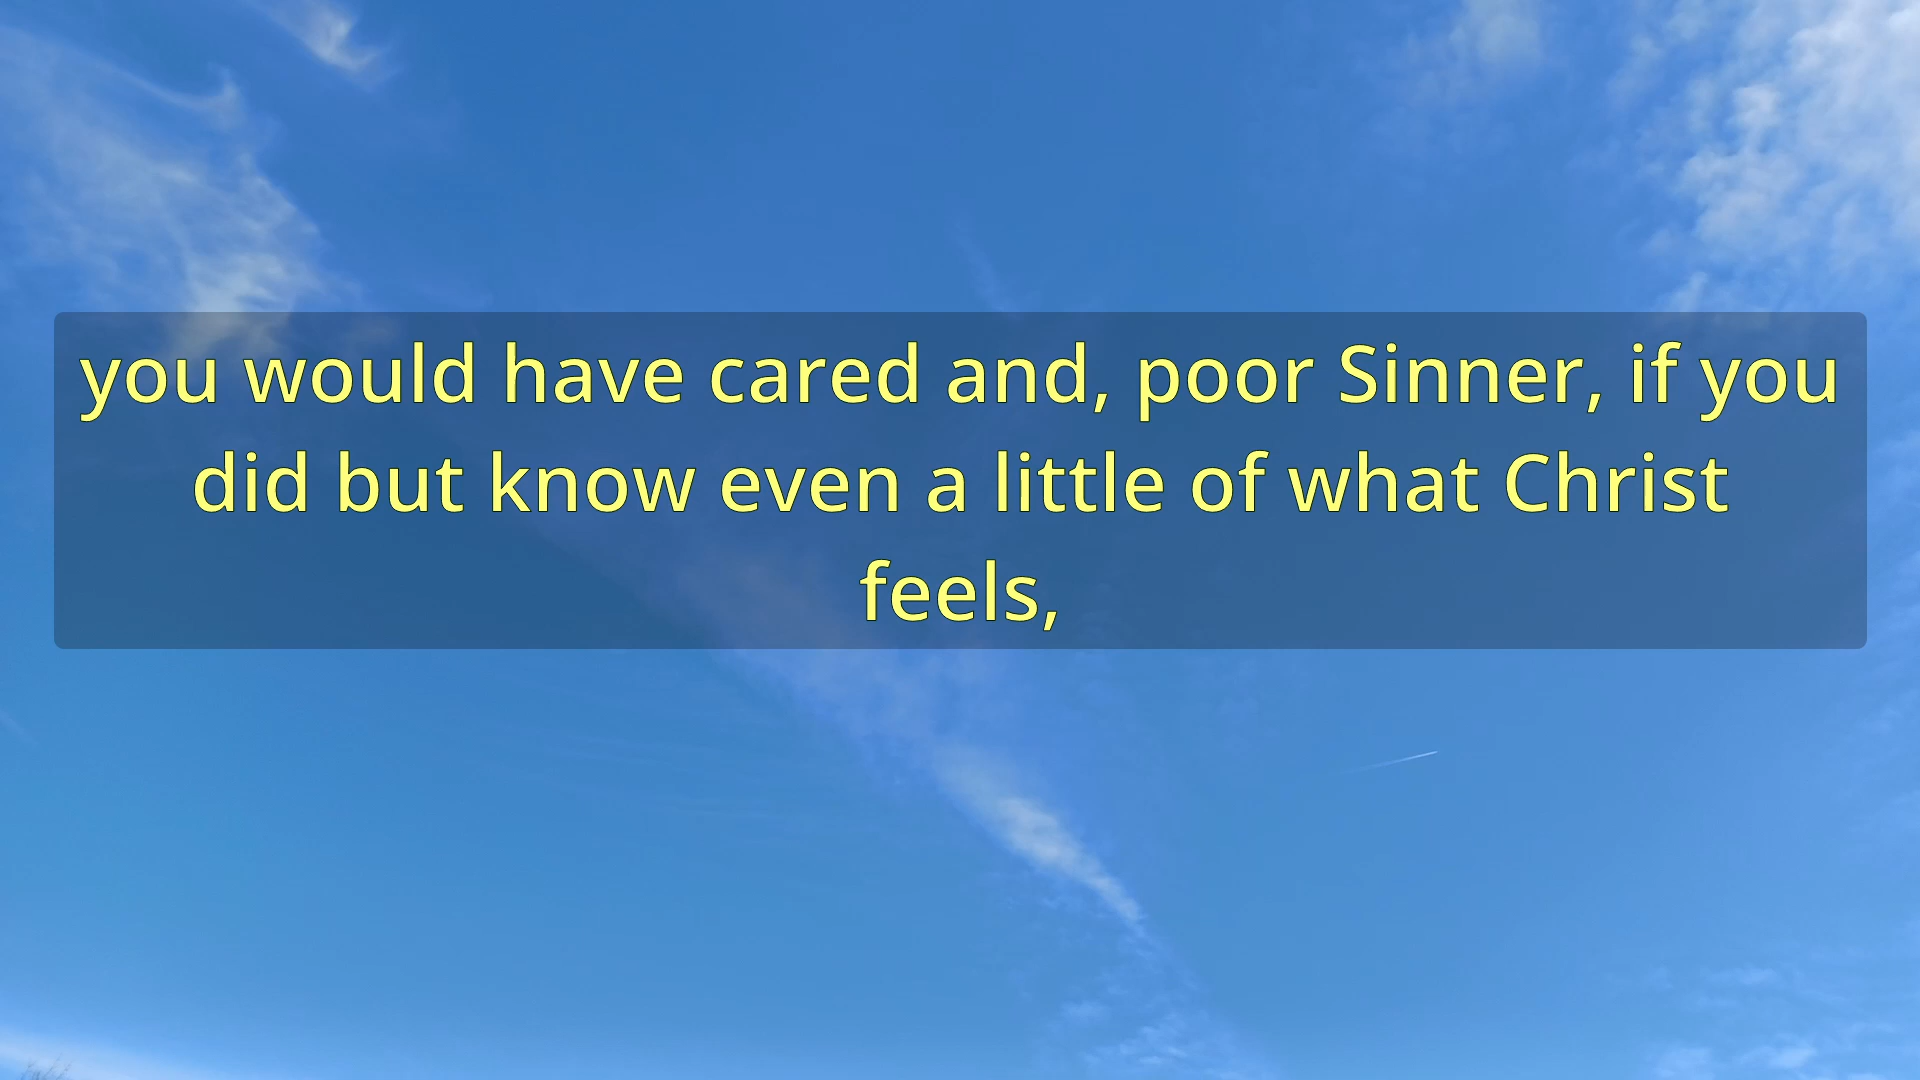 you would have cared and, poor Sinner, if you
did but know even a little of what Christ
feels,